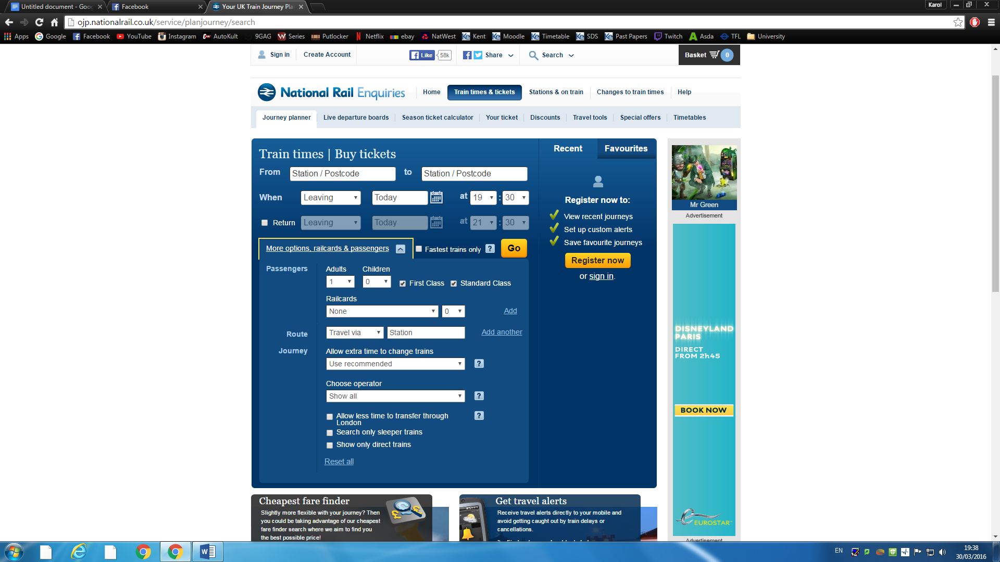 Untitled document - Goo
Facebook
Your UK Train Journey Pla
Karol
ojp.nationalrail.co.uk/service/planjourney/search
Apps Google Facebook YouTube Instagram AutoKult 9GAG Series Putlocker Netflix ebay NatWest Kent Moodle Timetable SDS Past Papers Twitch Asda TFL University
Sign in Create Account Like 58k Share Search Basket 0
National Rail Enquiries Home Train times & tickets Stations & on train Changes to train times Help
Journey planner Live departure boards Season ticket calculator Your ticket Discounts Travel tools Special offers Timetables
Train times | Buy tickets
From Station / Postcode to Station / Postcode
When Leaving Today at 19 : 30
Return Leaving Today at 21 : 30
More options, railcards & passengers Fastest trains only ? Go
Passengers Adults Children
1 0 First Class Standard Class
Railcards
None 0 Add
Route Travel via Station Add another
Journey Allow extra time to change trains
Use recommended ?
Choose operator
Show all ?
Allow less time to transfer through ?
London
Search only sleeper trains
Show only direct trains
Reset all
Recent Favourites
Register now to:
View recent journeys
Set up custom alerts
Save favourite journeys
Register now
or sign in.
Mr Green
Advertisement
DISNEYLAND
PARIS
DIRECT
FROM 2h45
BOOK NOW
EUROSTAR
Advertisement
Cheapest fare finder
Slightly more flexible with your journey? Then
you could be taking advantage of our cheapest
fare finder search where we aim to find you
the best possible price!
Get travel alerts
Receive travel alerts directly to your mobile and
avoid getting caught out by train delays or
cancellations.
EN
19:38
30/03/2016